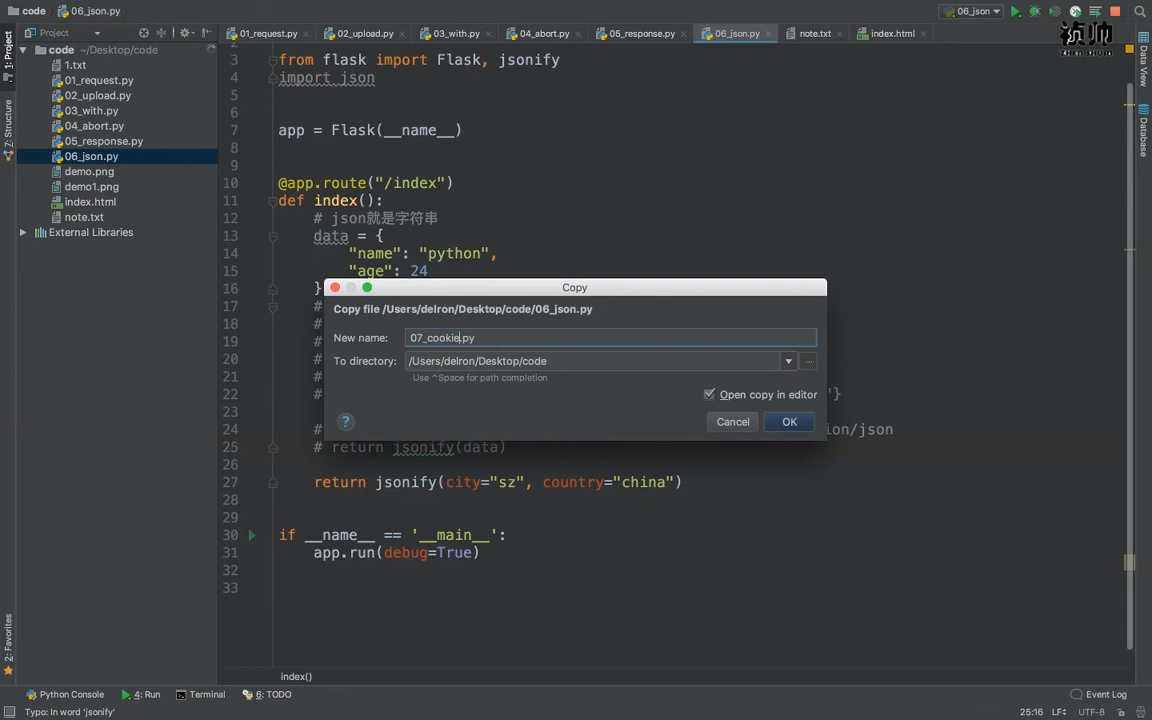 code
06_json.py
06_json
Project
01_request.py
02_upload.py
03_with.py
04_abort.py
05_response.py
06_json.py
note.txt
index.html
1: Project
Z: Structure
2: Favorites
Data View
Database
code ~/Desktop/code
1.txt
01_request.py
02_upload.py
03_with.py
04_abort.py
05_response.py
06_json.py
demo.png
demo1.png
index.html
note.txt
External Libraries
2
3 from flask import Flask, jsonify
4 import json
5
6
7 app = Flask(__name__)
8
9
10 @app.route("/index")
11 def index():
12 # json就是字符串
13 data = {
14 "name": "python",
15 "age": 24
16 }
17 #
18 #
19 #
20 #
21 #
22 # "}
23
24 # ion/json
25 # return jsonify(data)
26
27 return jsonify(city="sz", country="china")
28
29
30 if __name__ == '__main__':
31 app.run(debug=True)
32
33
Copy
Copy file /Users/delron/Desktop/code/06_json.py
New name: 07_cookie.py
To directory: /Users/delron/Desktop/code
...
Use ^Space for path completion
Open copy in editor
?
Cancel
OK
index()
Python Console
4: Run
Terminal
6: TODO
Event Log
Typo: In word 'jsonify'
25:16
LF
UTF-8